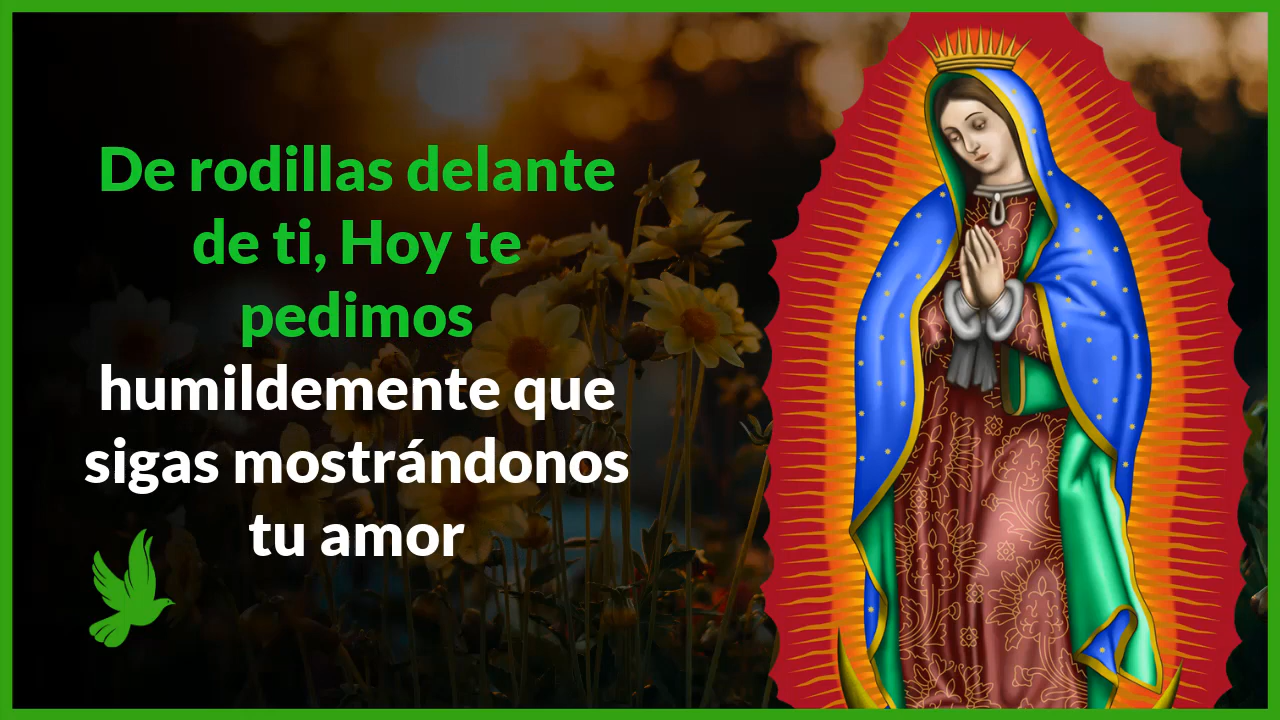 De rodillas delante
de ti, Hoy te
pedimos
humildemente que
sigas mostrándonos
tu amor